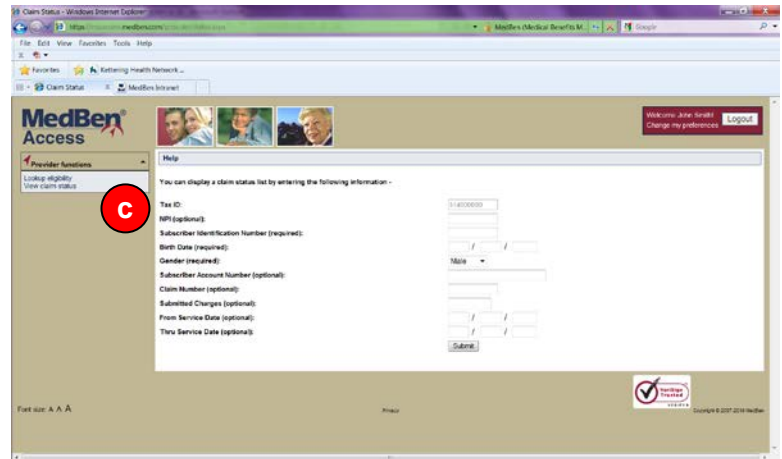 Claim Status - Windows Internet Explorer
MedBen (Medical Benefits M...
Google
File Edit View Favorites Tools Help
x
Favorites Kettering Health Network ...
Claim Status x MedBen Intranet
MedBen®
Access
Welcome John Smith!
Change my preferences
Logout
Provider functions
Lookup eligibility
View claim status
C
Help
You can display a claim status list by entering the following information -
Tax ID:
NPI (optional):
Subscriber Identification Number (required):
Birth Date (required): / /
Gender (required): Male
Subscriber Account Number (optional):
Claim Number (optional):
Submitted Charges (optional):
From Service Date (optional): / /
Thru Service Date (optional): / /
Submit
VeriSign
Trusted
Font size: A A A
Privacy
Copyright © 2007-2010 MedBen